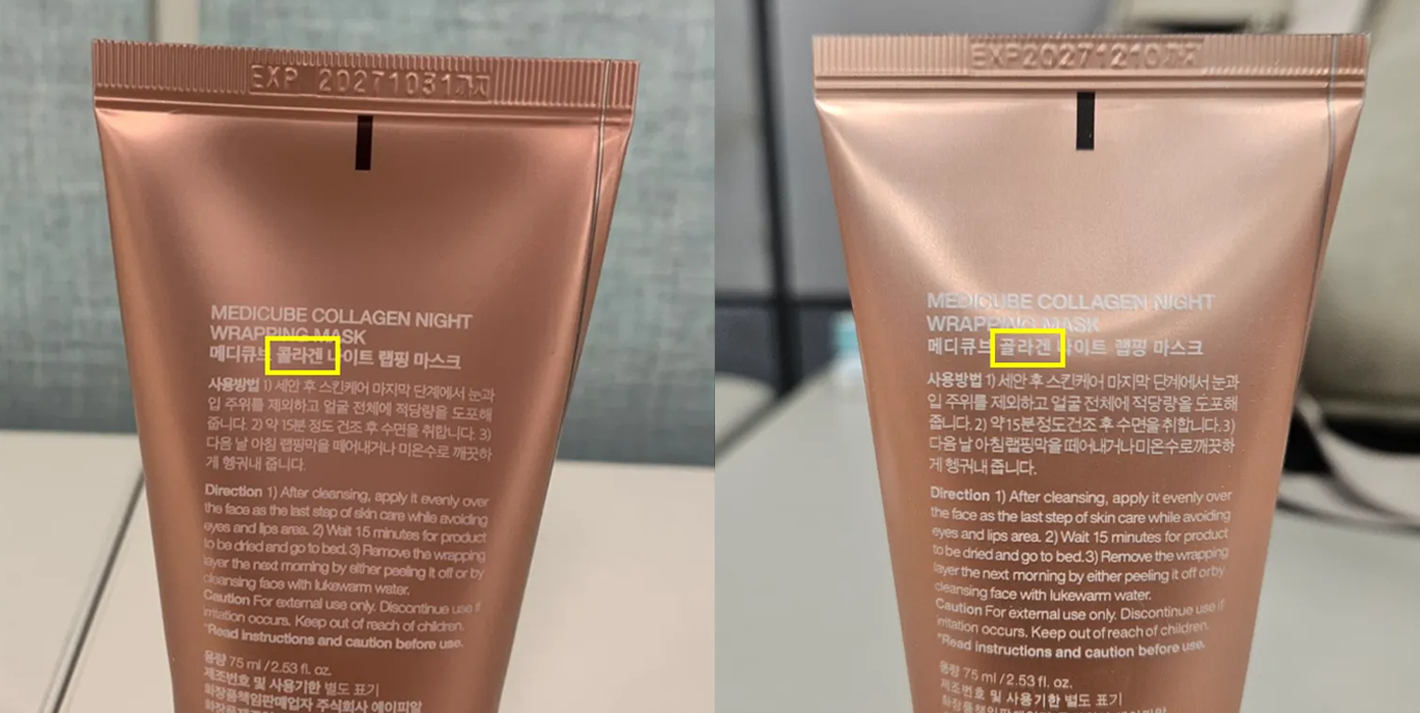 EXP 20271031까지
MEDICUBE COLLAGEN NIGHT
WRAPPING MASK
메디큐브 콜라겐 나이트 랩핑 마스크
사용방법 1) 세안 후 스킨케어 마지막 단계에서 눈과
입 주위를 제외하고 얼굴 전체에 적당량을 도포해
줍니다. 2) 약 15분 정도 건조 후 수면을 취합니다. 3)
다음 날 아침 랩핑막을 떼어내거나 미온수로 깨끗하
게 헹궈내 줍니다.
Direction 1) After cleansing, apply it evenly over
the face as the last step of skin care while avoiding
eyes and lips area. 2) Wait 15 minutes for product
to be dried and go to bed. 3) Remove the wrapping
layer the next morning by either peeling it off or by
cleansing face with lukewarm water.
Caution For external use only. Discontinue use if
irritation occurs. Keep out of reach of children.
*Read instructions and caution before use.
용량 75 ml / 2.53 fl. oz.
제조번호 및 사용기한 별도 표기
화장품책임판매업자 주식회사 에이피알
EXP20271210까지
MEDICUBE COLLAGEN NIGHT
WRAPPING MASK
메디큐브 골라겐 나이트 랩핑 마스크
사용방법 1) 세안 후 스킨케어 마지막 단계에서 눈과
입 주위를 제외하고 얼굴 전체에 적당량을 도포해
줍니다. 2) 약 15분 정도 건조 후 수면을 취합니다. 3)
다음 날 아침 랩핑막을 떼어내거나 미온수로 깨끗하
게 헹궈내 줍니다.
Direction 1) After cleansing, apply it evenly over
the face as the last step of skin care while avoiding
eyes and lips area. 2) Wait 15 minutes for product
to be dried and go to bed. 3) Remove the wrapping
layer the next morning by either peeling it off or by
cleansing face with lukewarm water.
Caution For external use only. Discontinue use if
irritation occurs. Keep out of reach of children.
*Read instructions and caution before use.
용량 75 ml / 2.53 fl. oz.
제조번호 및 사용기한 별도 표기
화장품책임판매업자 주식회사 에이피알